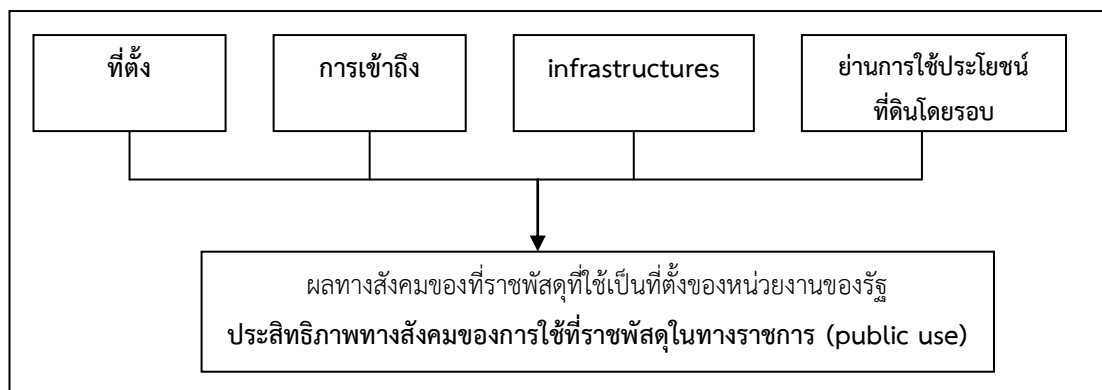 ที่ตั้ง
การเข้าถึง
infrastructures
ย่านการใช้ประโยชน์
ที่ดินโดยรอบ
ผลทางสังคมของที่ราชพัสดุที่ใช้เป็นที่ตั้งของหน่วยงานของรัฐ
ประสิทธิภาพทางสังคมของการใช้ที่ราชพัสดุในทางราชการ (public use)